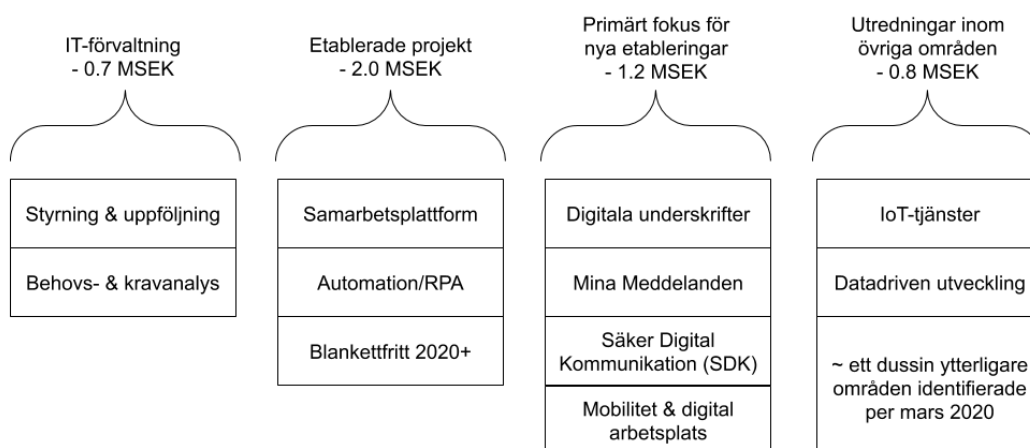 IT-förvaltning
- 0.7 MSEK
Styrning & uppföljning
Behovs- & kravanalys
Etablerade projekt
- 2.0 MSEK
Samarbetsplattform
Automation/RPA
Blankettfritt 2020+
Primärt fokus för
nya etableringar
- 1.2 MSEK
Digitala underskrifter
Mina Meddelanden
Säker Digital
Kommunikation (SDK)
Mobilitet & digital
arbetsplats
Utredningar inom
övriga områden
- 0.8 MSEK
IoT-tjänster
Datadriven utveckling
~ ett dussin ytterligare
områden identifierade
per mars 2020